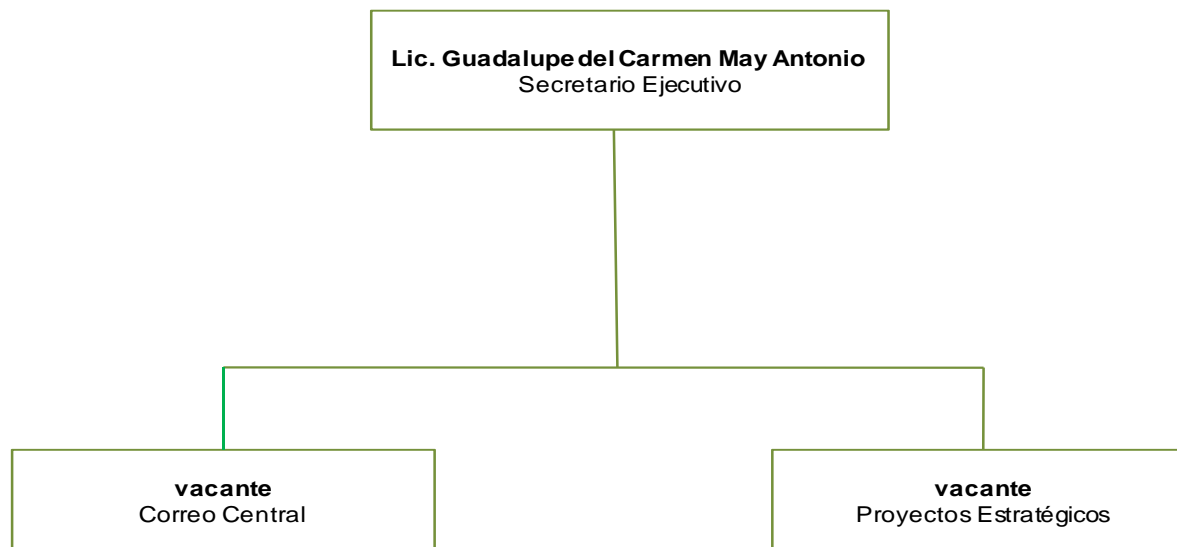 Lic. Guadalupe del Carmen May Antonio
Secretario Ejecutivo
vacante
Correo Central
vacante
Proyectos Estratégicos